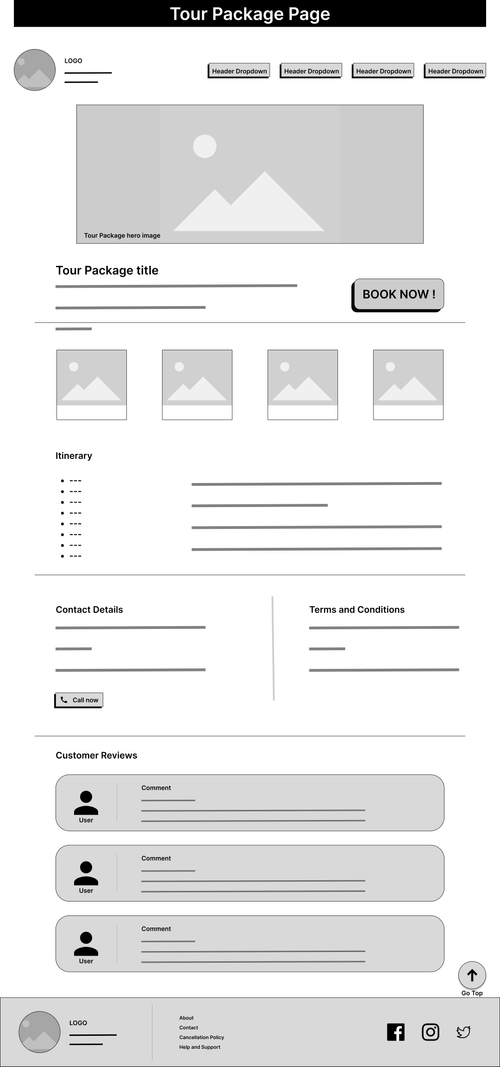 Tour Package Page
LOGO
Header Dropdown
Header Dropdown
Header Dropdown
Header Dropdown
Tour Package hero image
Tour Package title
BOOK NOW !
Itinerary
---
---
---
---
---
---
---
---
Contact Details
Terms and Conditions
Call now
Customer Reviews
Comment
User
Comment
User
Comment
User
Go Top
LOGO
About
Contact
Cancellation Policy
Help and Support